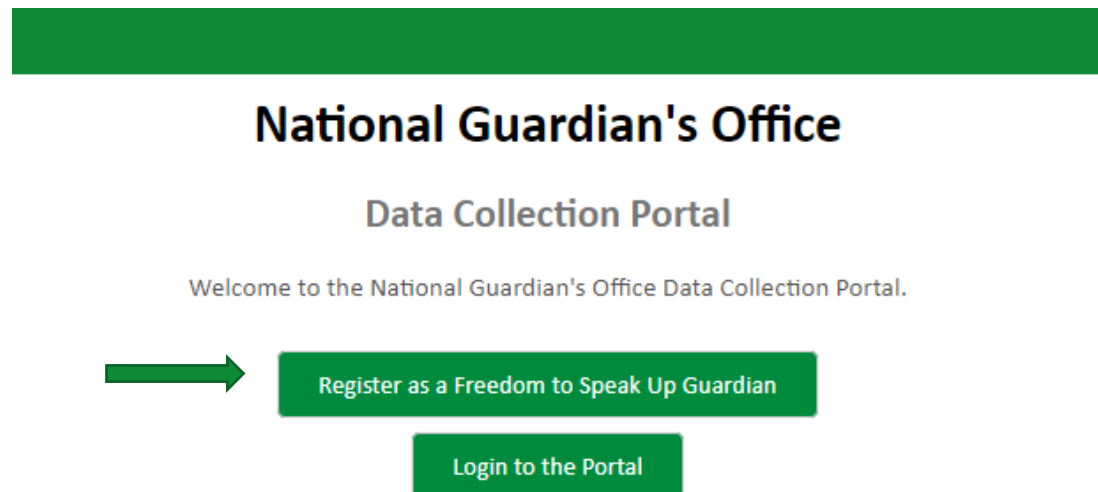 National Guardian's Office
Data Collection Portal
Welcome to the National Guardian's Office Data Collection Portal.
Register as a Freedom to Speak Up Guardian
Login to the Portal